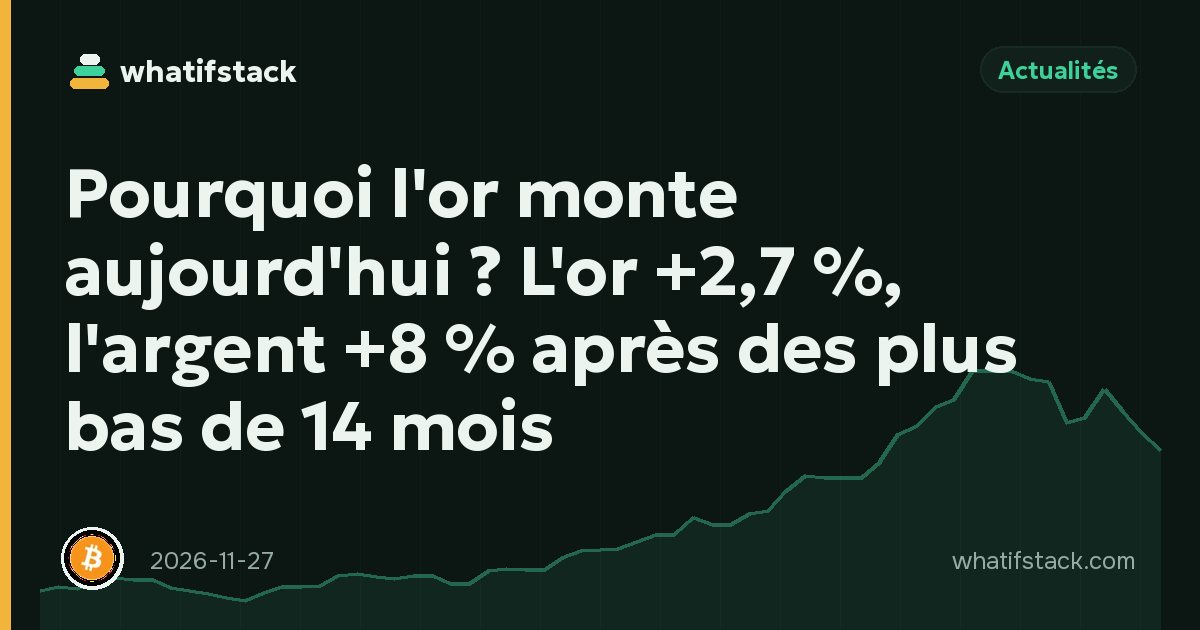 whatifstack
Actualités
Pourquoi l'or monte
aujourd'hui ? L'or +2,7 %,
l'argent +8 % après des plus
bas de 14 mois
2026-11-27
whatifstack.com